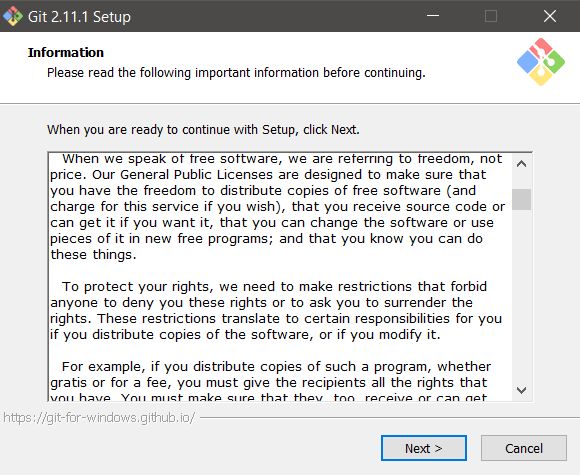 Git 2.11.1 Setup
Information
Please read the following important information before continuing.
When you are ready to continue with Setup, click Next.
When we speak of free software, we are referring to freedom, not
price. Our General Public Licenses are designed to make sure that
you have the freedom to distribute copies of free software (and
charge for this service if you wish), that you receive source code or
can get it if you want it, that you can change the software or use
pieces of it in new free programs; and that you know you can do
these things.
To protect your rights, we need to make restrictions that forbid
anyone to deny you these rights or to ask you to surrender the
rights. These restrictions translate to certain responsibilities for you
if you distribute copies of the software, or if you modify it.
For example, if you distribute copies of such a program, whether
gratis or for a fee, you must give the recipients all the rights that
you have. You must make sure that they, too, receive or can get
https://git-for-windows.github.io/
Next >
Cancel